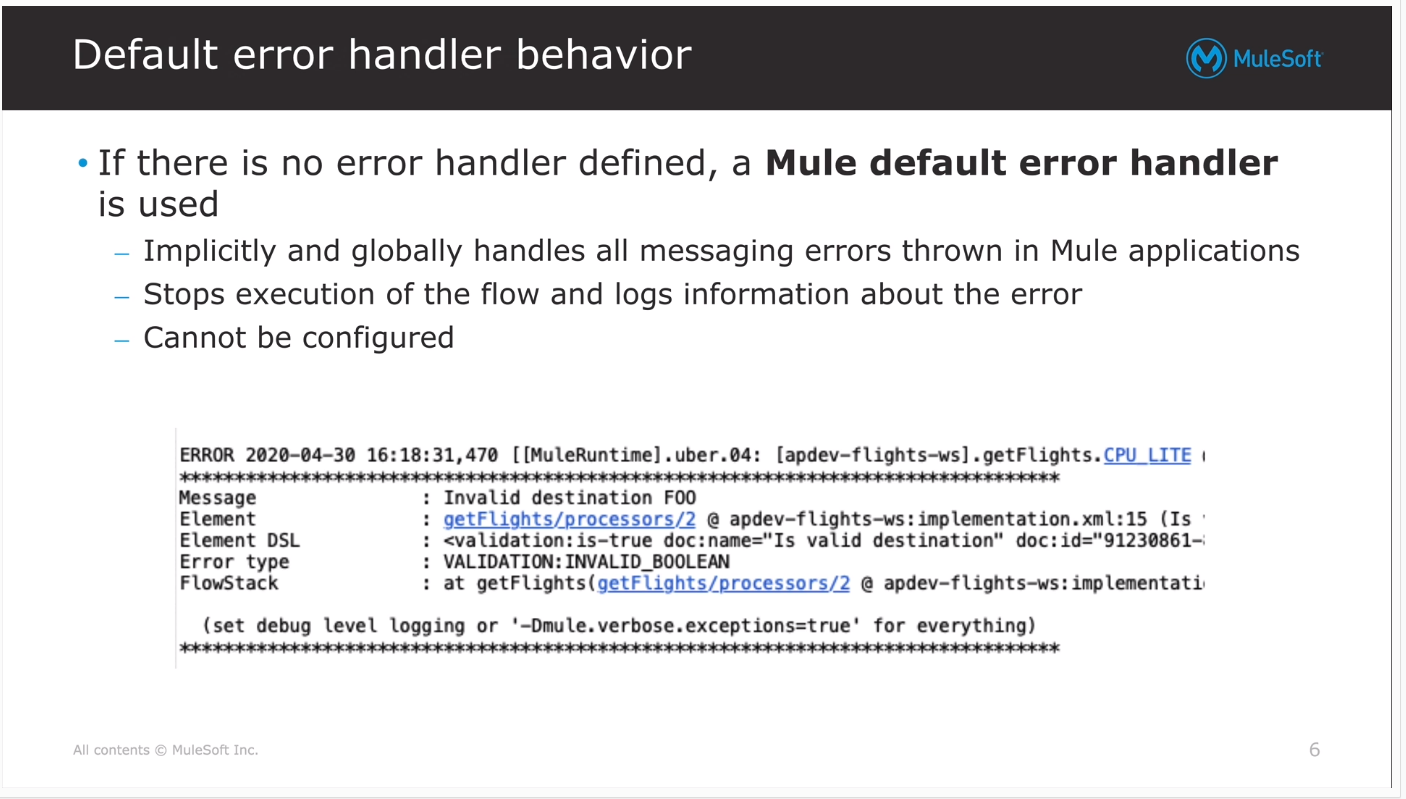 Default error handler behavior
MuleSoft
• If there is no error handler defined, a Mule default error handler
is used
– Implicitly and globally handles all messaging errors thrown in Mule applications
– Stops execution of the flow and logs information about the error
– Cannot be configured
ERROR 2020-04-30 16:18:31,470 [[MuleRuntime].uber.04: [apdev-flights-ws].getFlights.CPU_LITE
********************************************************************************
Message : Invalid destination FOO
Element : getFlights/processors/2 @ apdev-flights-ws:implementation.xml:15 (Is
Element DSL : <validation:is-true doc:name="Is valid destination" doc:id="91230861-
Error type : VALIDATION:INVALID_BOOLEAN
FlowStack : at getFlights(getFlights/processors/2 @ apdev-flights-ws:implementati
(set debug level logging or '-Dmule.verbose.exceptions=true' for everything)
********************************************************************************
All contents © MuleSoft Inc.
6